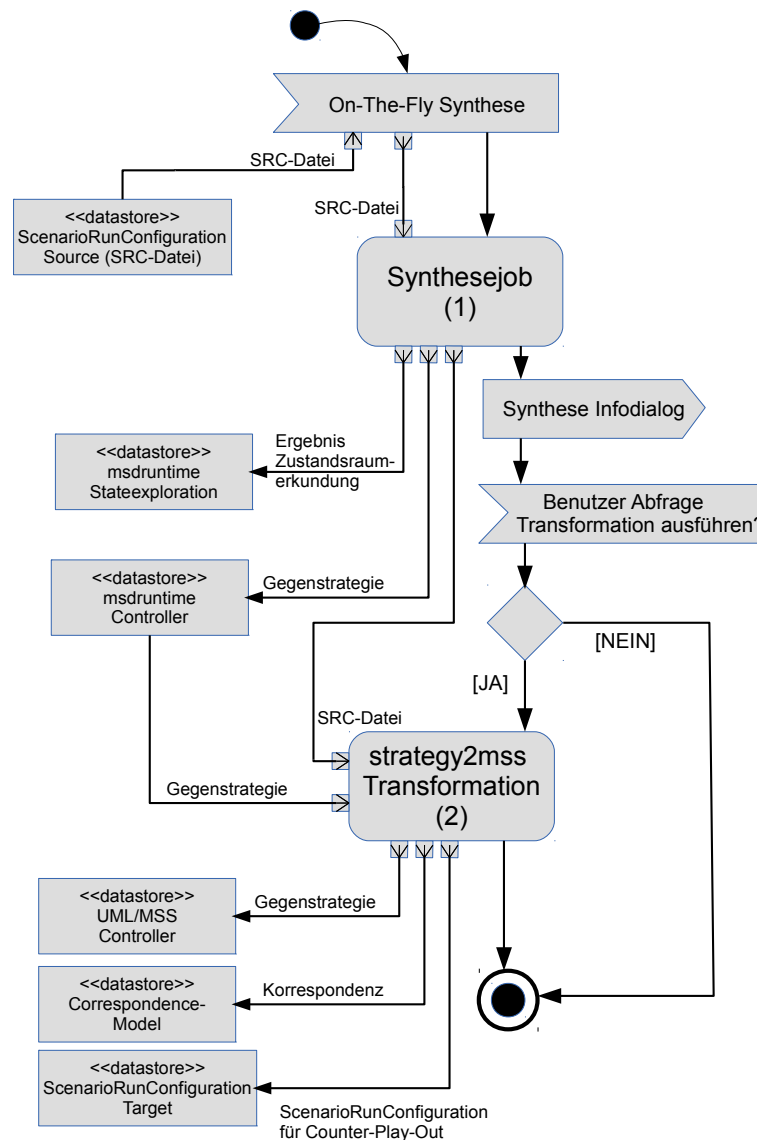 On-The-Fly Synthese
SRC-Datei
<<datastore>>
ScenarioRunConfiguration
Source (SRC-Datei)
SRC-Datei
Synthesejob
(1)
Synthese Infodialog
<<datastore>>
msdruntime
Stateexploration
Ergebnis
Zustandsraum-
erkundung
Benutzer Abfrage
Transformation ausführen?
<<datastore>>
msdruntime
Controller
Gegenstrategie
[NEIN]
[JA]
SRC-Datei
strategy2mss
Transformation
(2)
Gegenstrategie
<<datastore>>
UML/MSS
Controller
Gegenstrategie
<<datastore>>
Correspondence-
Model
Korrespondenz
<<datastore>>
ScenarioRunConfiguration
Target
ScenarioRunConfiguration
für Counter-Play-Out